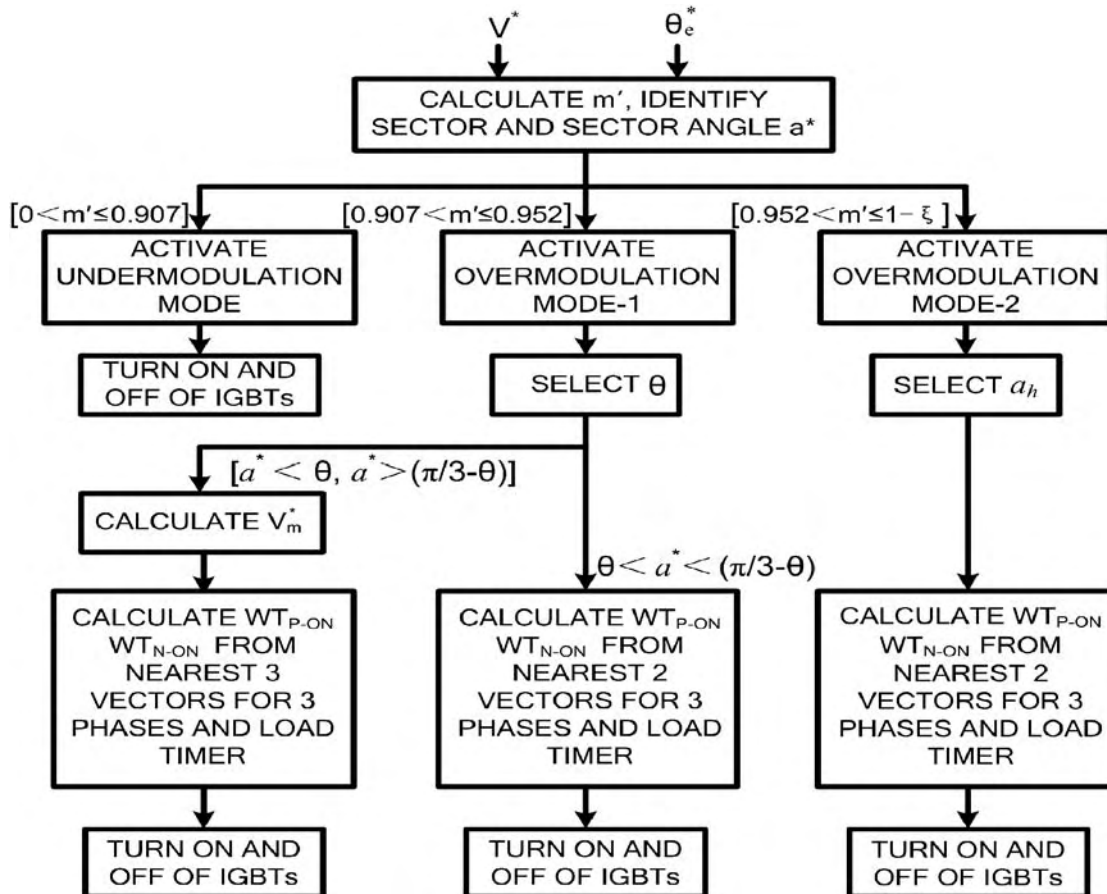 V*
θe*
CALCULATE m′, IDENTIFY
SECTOR AND SECTOR ANGLE a*
[0<m′≤0.907]
[0.907<m′≤0.952]
[0.952<m′≤1-ξ]
ACTIVATE
UNDERMODULATION
MODE
ACTIVATE
OVERMODULATION
MODE-1
ACTIVATE
OVERMODULATION
MODE-2
TURN ON AND
OFF OF IGBTs
SELECT θ
SELECT ah
[a* < θ, a* >(π/3-θ)]
CALCULATE Vm*
θ< a* <(π/3-θ)
CALCULATE WTP-ON
WTN-ON FROM
NEAREST 3
VECTORS FOR 3
PHASES AND LOAD
TIMER
CALCULATE WTP-ON
WTN-ON FROM
NEAREST 2
VECTORS FOR 3
PHASES AND LOAD
TIMER
CALCULATE WTP-ON
WTN-ON FROM
NEAREST 2
VECTORS FOR 3
PHASES AND LOAD
TIMER
TURN ON AND
OFF OF IGBTs
TURN ON AND
OFF OF IGBTs
TURN ON AND
OFF OF IGBTs